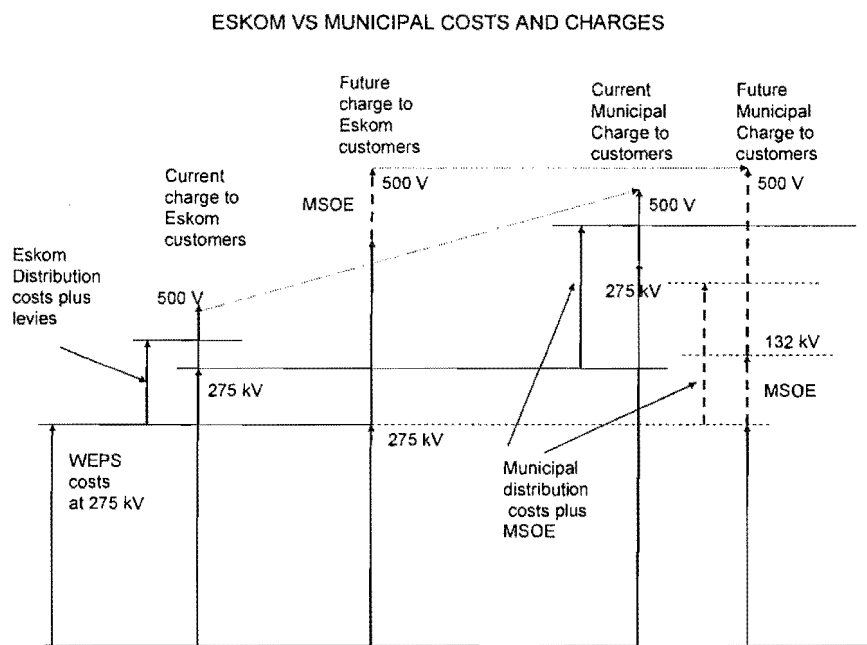 ESKOM VS MUNICIPAL COSTS AND CHARGES
Future
charge to
Eskom
customers
Current
Municipal
Charge to
customers
Future
Municipal
Charge to
customers
Current
charge to
Eskom
customers
500 V
MSOE
500 V
500 V
Eskom
Distribution
costs plus
levies
500 V
275 kV
132 kV
275 kV
MSOE
275 kV
WEPS
costs
at 275 kV
Municipal
distribution
costs plus
MSOE